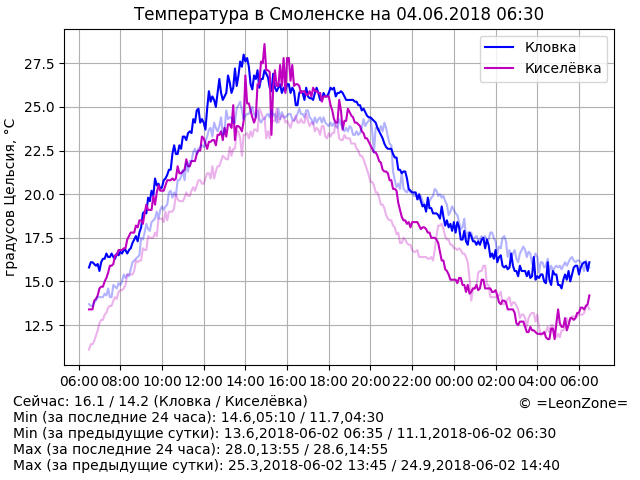 Температура в Смоленске на 04.06.2018 06:30
Кловка
Киселёвка
градусов Цельсия, °C
27.5
25.0
22.5
20.0
17.5
15.0
12.5
06:00 08:00 10:00 12:00 14:00 16:00 18:00 20:00 22:00 00:00 02:00 04:00 06:00
Сейчас: 16.1 / 14.2 (Кловка / Киселёвка)
© =LeonZone=
Min (за последние 24 часа): 14.6,05:10 / 11.7,04:30
Min (за предыдущие сутки): 13.6,2018-06-02 06:35 / 11.1,2018-06-02 06:30
Max (за последние 24 часа): 28.0,13:55 / 28.6,14:55
Max (за предыдущие сутки): 25.3,2018-06-02 13:45 / 24.9,2018-06-02 14:40